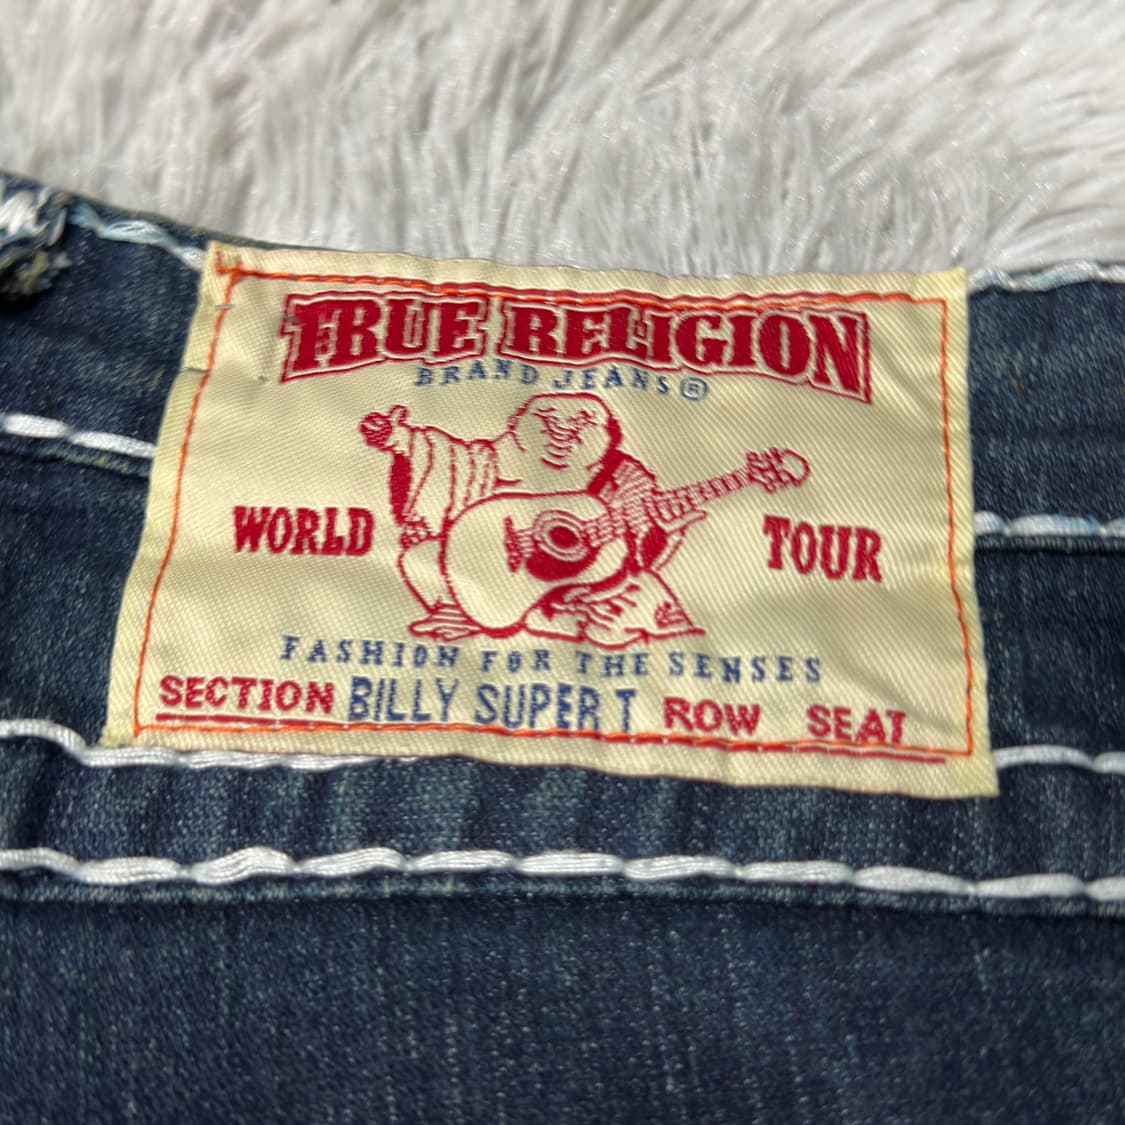 TRUE RELIGION
BRAND JEANS®
WORLD TOUR
FASHION FOR THE SENSES
SECTION BILLY SUPER T ROW SEAT